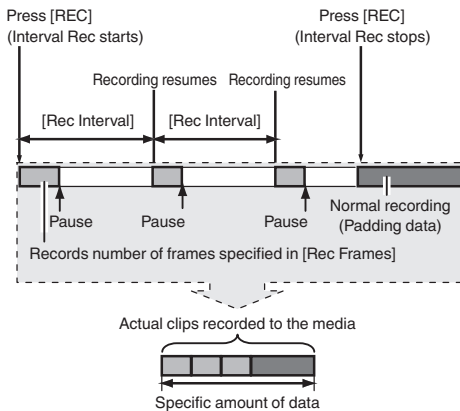 Press [REC]
(Interval Rec starts)
Press [REC]
(Interval Rec stops)
Recording resumes
Recording resumes
[Rec Interval]
[Rec Interval]
Pause
Pause
Pause
Normal recording
(Padding data)
Records number of frames specified in [Rec Frames]
Actual clips recorded to the media
Specific amount of data